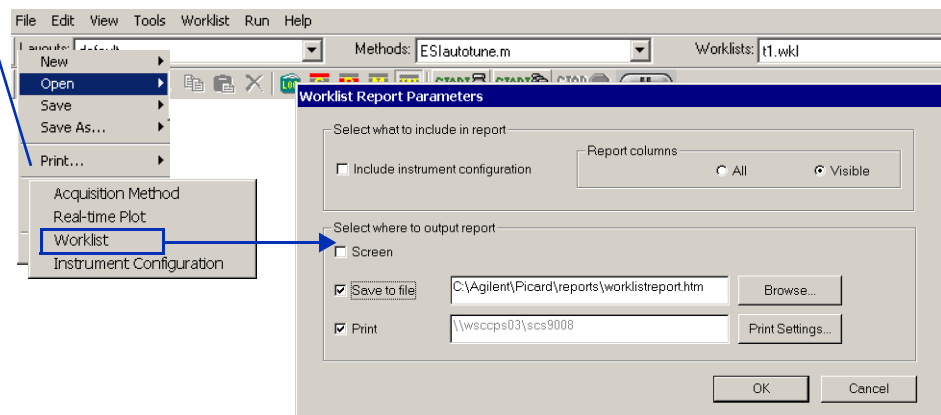 File Edit View Tools Worklist Run Help
Layouts: default Methods: ESIautotune.m Worklists: t1.wkl
New
Open
Save
Save As...
Print...
Acquisition Method
Real-time Plot
Worklist
Instrument Configuration
Worklist Report Parameters
Select what to include in report
Include instrument configuration
Report columns
All Visible
Select where to output report
Screen
Save to file C:\Agilent\Picard\reports\worklistreport.htm Browse...
Print \\wsccps03\scs9008 Print Settings...
OK Cancel